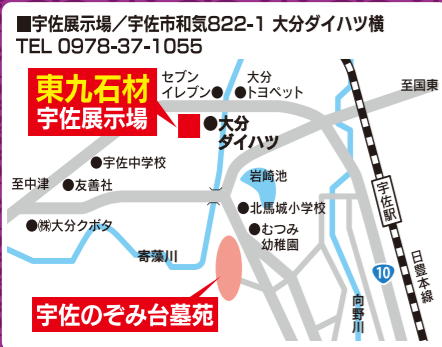 ■宇佐展示場／宇佐市和気822-1 大分ダイハツ横
TEL 0978-37-1055
東九石材
宇佐展示場
セブン
イレブン●
大分
●トヨペット
至国東
●大分
ダイハツ
●宇佐中学校
至中津
●友善社
岩崎池
●㈱大分クボタ
●北馬城小学校
●むつみ
幼稚園
宇佐駅
寄藻川
10
日豊本線
向野川
宇佐のぞみ台墓苑